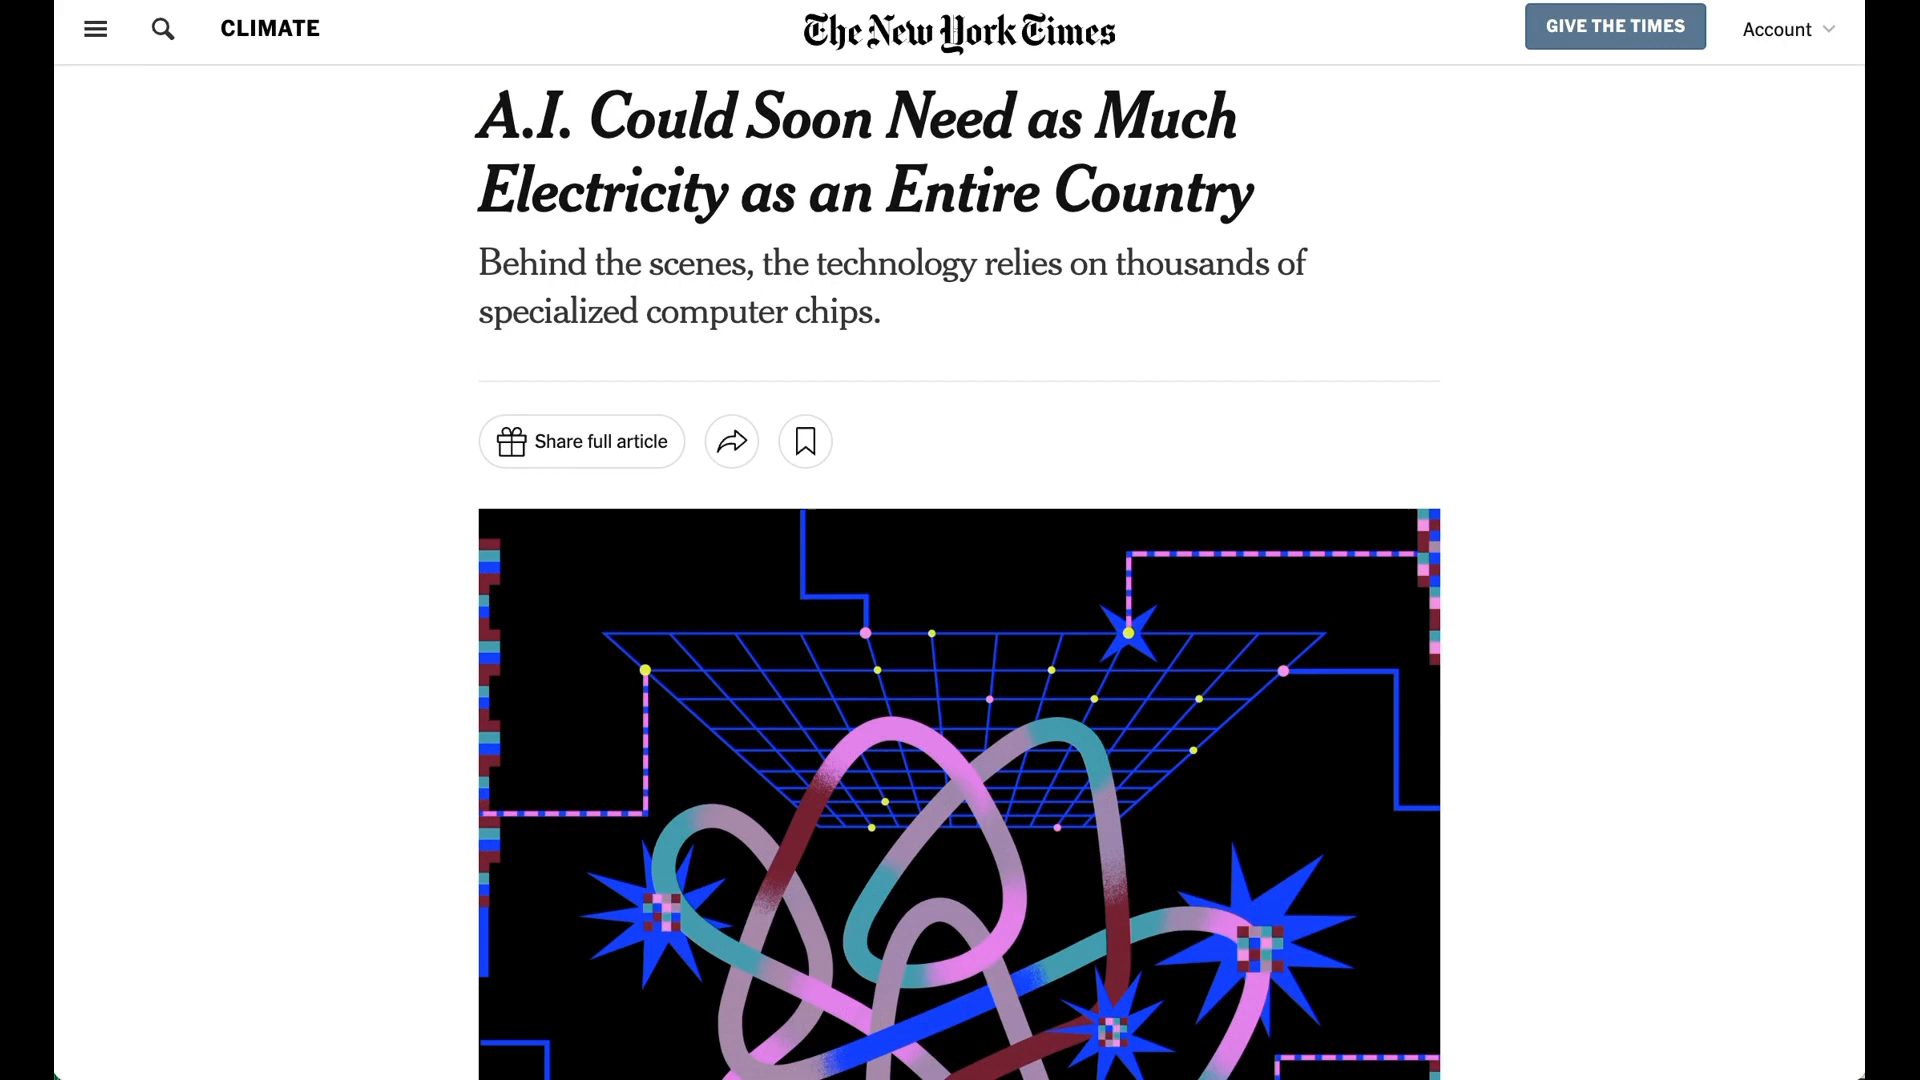 CLIMATE
The New York Times
GIVE THE TIMES
Account
A.I. Could Soon Need as Much
Electricity as an Entire Country
Behind the scenes, the technology relies on thousands of
specialized computer chips.
Share full article